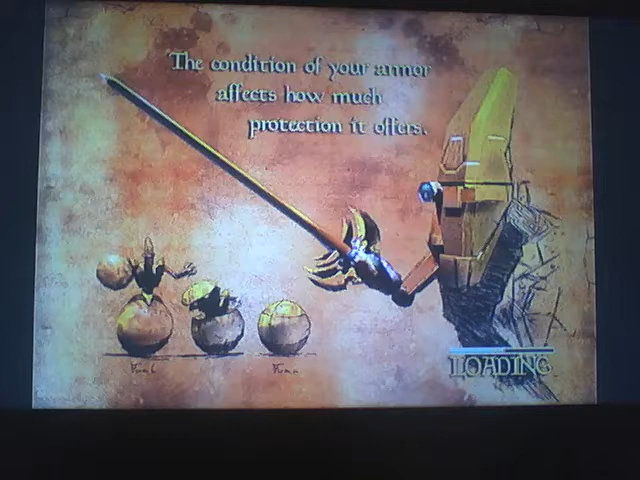 The condition of your armor
affects how much
protection it offers.
LOADING